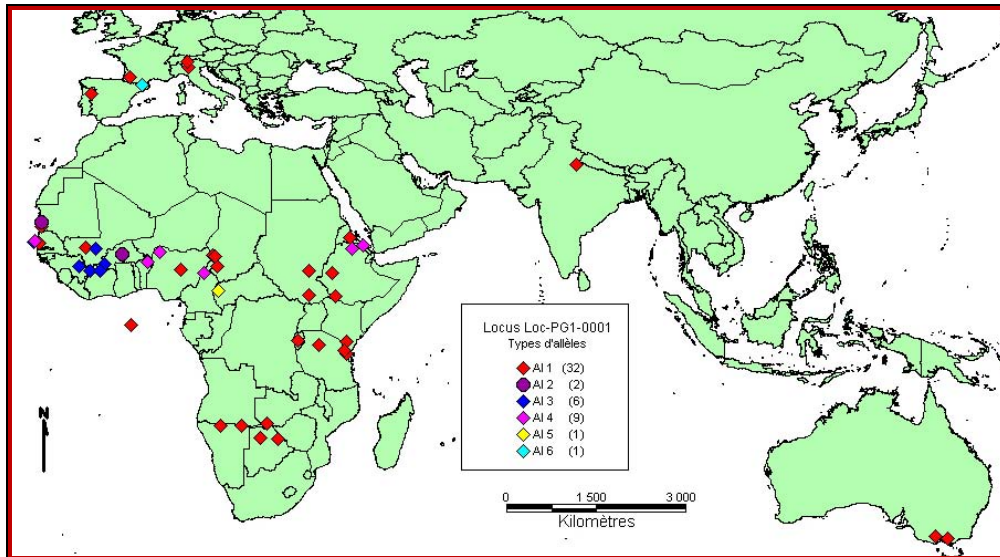 Locus Loc-PG1-0001
Types d'allèles
Al 1 (32)
Al 2 (2)
Al 3 (6)
Al 4 (9)
Al 5 (1)
Al 6 (1)
N
0 1 500 3 000
Kilomètres